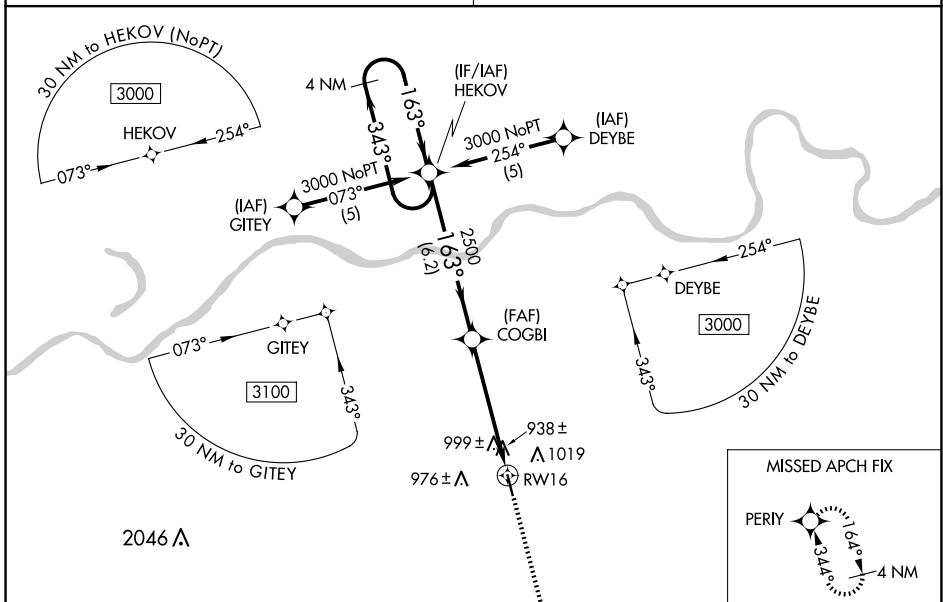 30 NM to HEKOV (NoPT)
3000
HEKOV
073°
254°
4 NM
163°
343°
(IF/IAF)
HEKOV
3000 NoPT
254°
(5)
(IAF)
DEYBE
3000 NoPT
073°
(5)
(IAF)
GITEY
2500
163°
(6.2)
(FAF)
COGBI
254°
DEYBE
3000
343°
30 NM to DEYBE
073°
GITEY
3100
343°
30 NM to GITEY
999 ±
938 ±
1019
976 ±
RW16
2046
MISSED APCH FIX
PERIY
164°
344°
4 NM